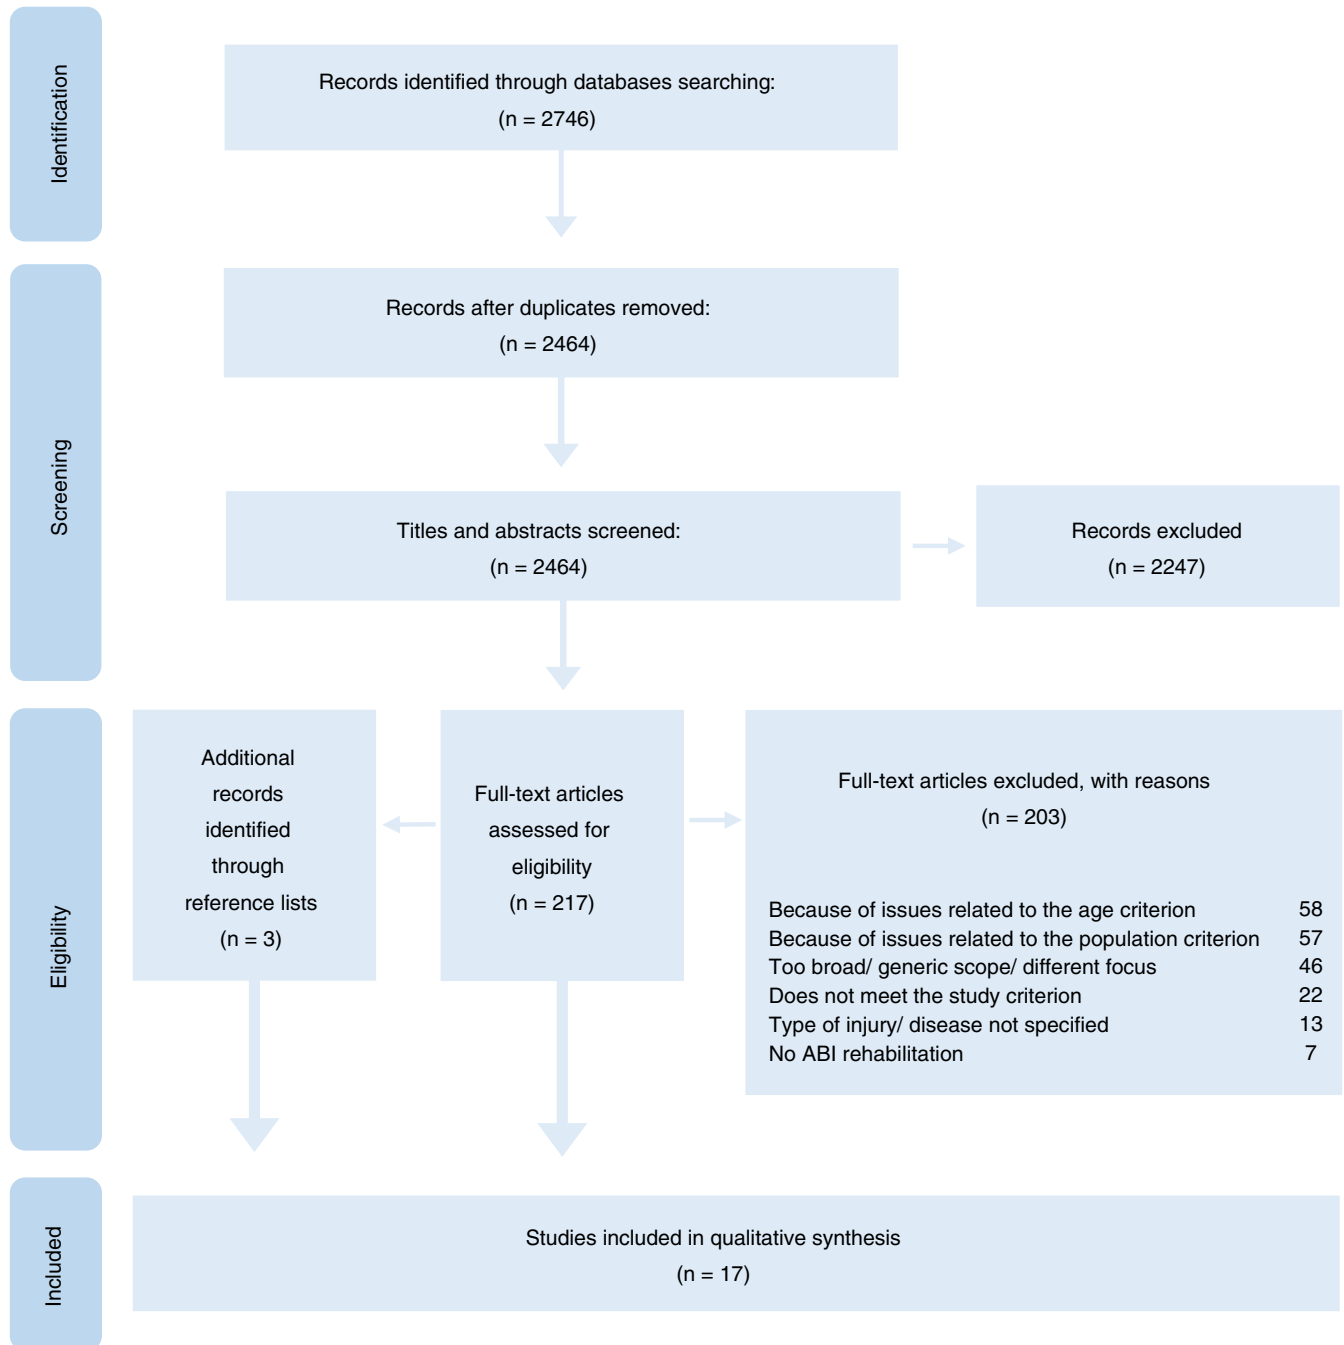 Identification
Records identified through databases searching:
(n = 2746)
Screening
Records after duplicates removed:
(n = 2464)
Titles and abstracts screened:
(n = 2464)
Records excluded
(n = 2247)
Eligibility
Additional
records
identified
through
reference lists
(n = 3)
Full-text articles
assessed for
eligibility
(n = 217)
Full-text articles excluded, with reasons
(n = 203)
Because of issues related to the age criterion 58
Because of issues related to the population criterion 57
Too broad/ generic scope/ different focus 46
Does not meet the study criterion 22
Type of injury/ disease not specified 13
No ABI rehabilitation 7
Included
Studies included in qualitative synthesis
(n = 17)